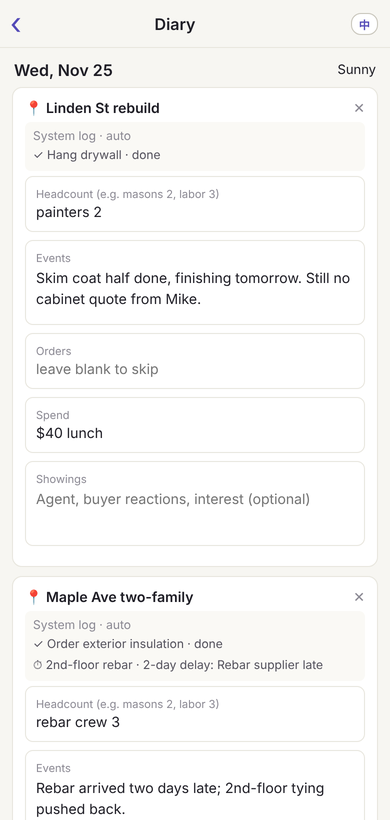 Diary
中
Wed, Nov 25
Sunny
Linden St rebuild
System log · auto
✓ Hang drywall · done
Headcount (e.g. masons 2, labor 3)
painters 2
Events
Skim coat half done, finishing tomorrow. Still no
cabinet quote from Mike.
Orders
leave blank to skip
Spend
$40 lunch
Showings
Agent, buyer reactions, interest (optional)
Maple Ave two-family
System log · auto
✓ Order exterior insulation · done
⏱ 2nd-floor rebar · 2-day delay: Rebar supplier late
Headcount (e.g. masons 2, labor 3)
rebar crew 3
Events
Rebar arrived two days late; 2nd-floor tying
pushed back.